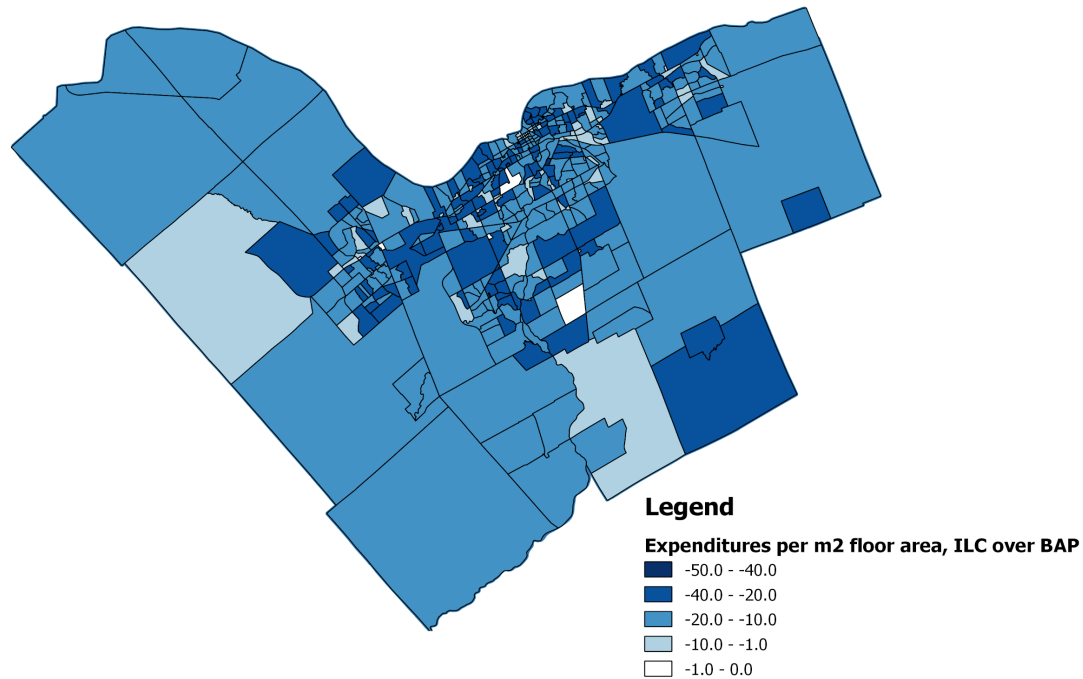 Legend
Expenditures per m2 floor area, ILC over BAP
-50.0 - -40.0
-40.0 - -20.0
-20.0 - -10.0
-10.0 - -1.0
-1.0 - 0.0